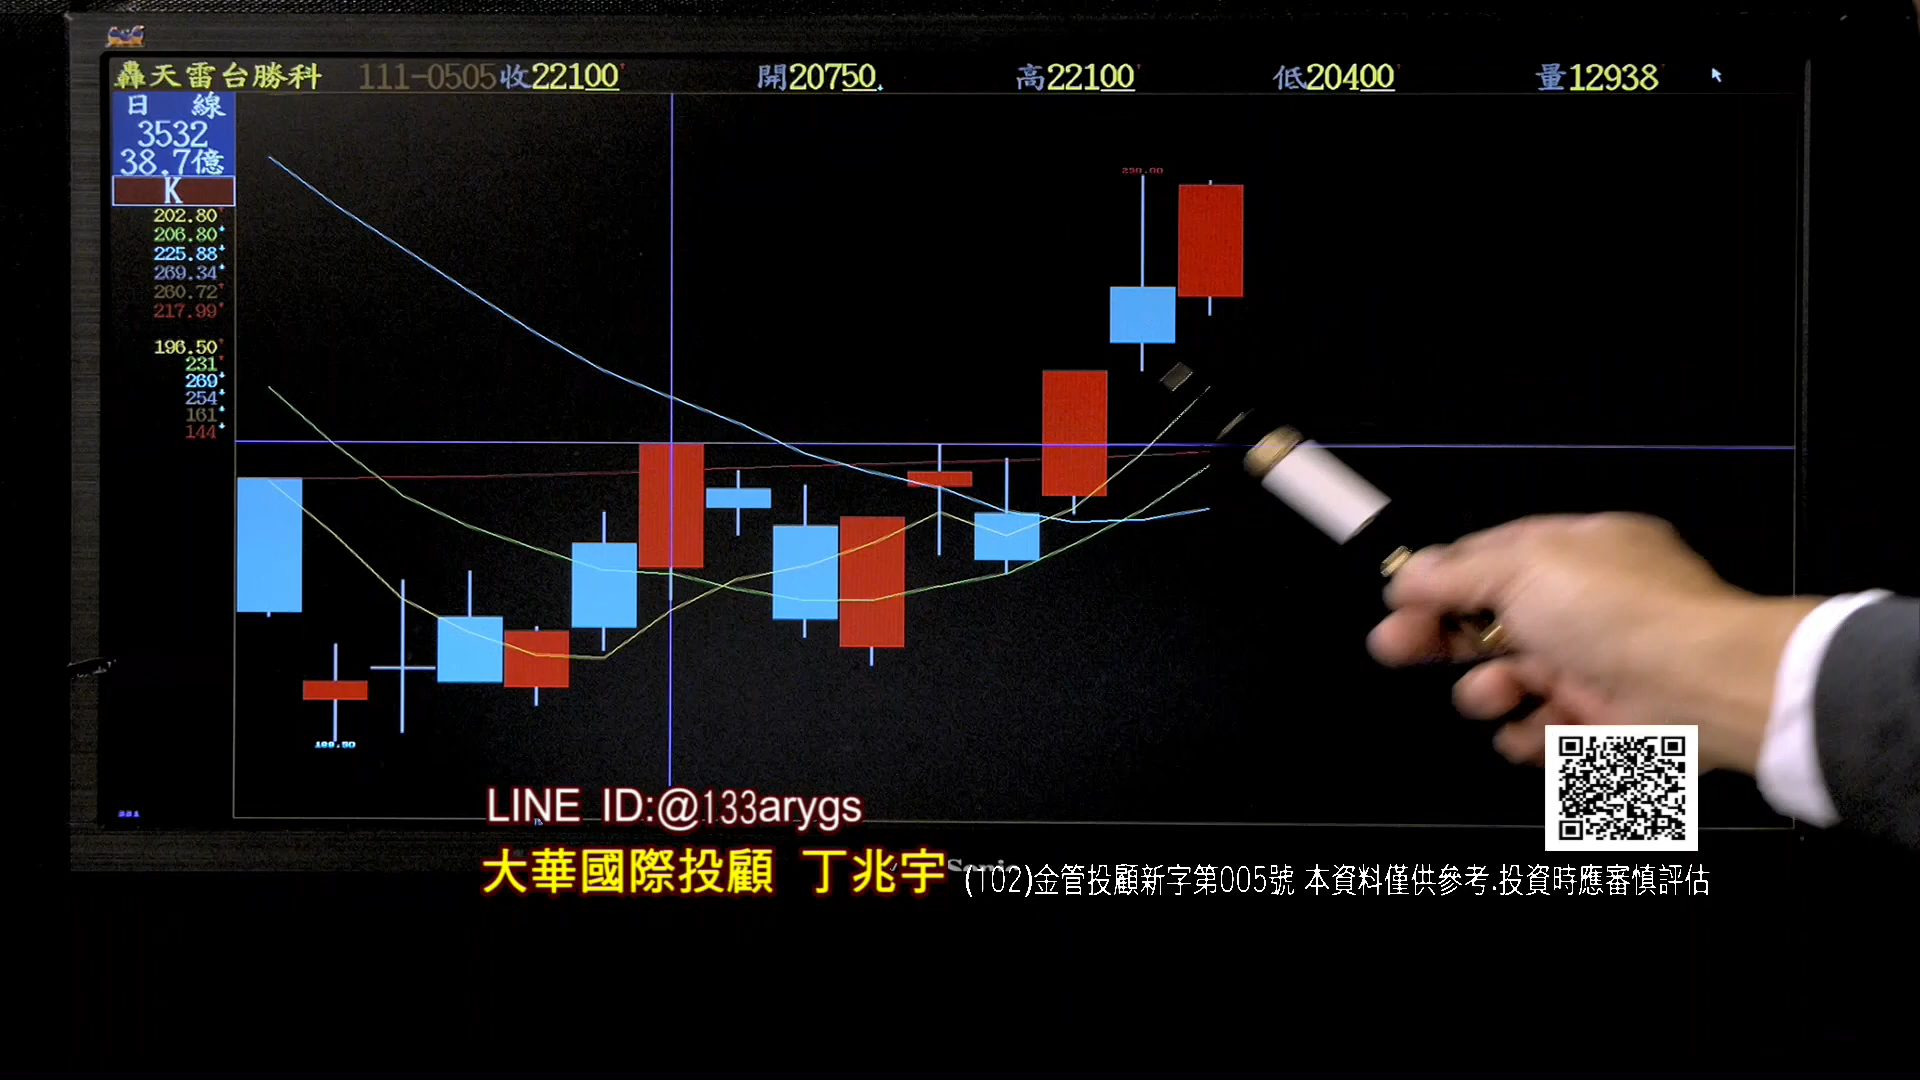 轟天雷台勝科 111-0505收22100 開20750 高22100 低20400 量12938
日 線
3532
38.7億
K
202.80
206.80
225.88
269.34
260.72
217.99
196.50
231
269
254
161
144
250.00
LINE ID:@133arygs
大華國際投顧 丁兆宇
(102)金管投顧新字第005號 本資料僅供參考.投資時應審慎評估